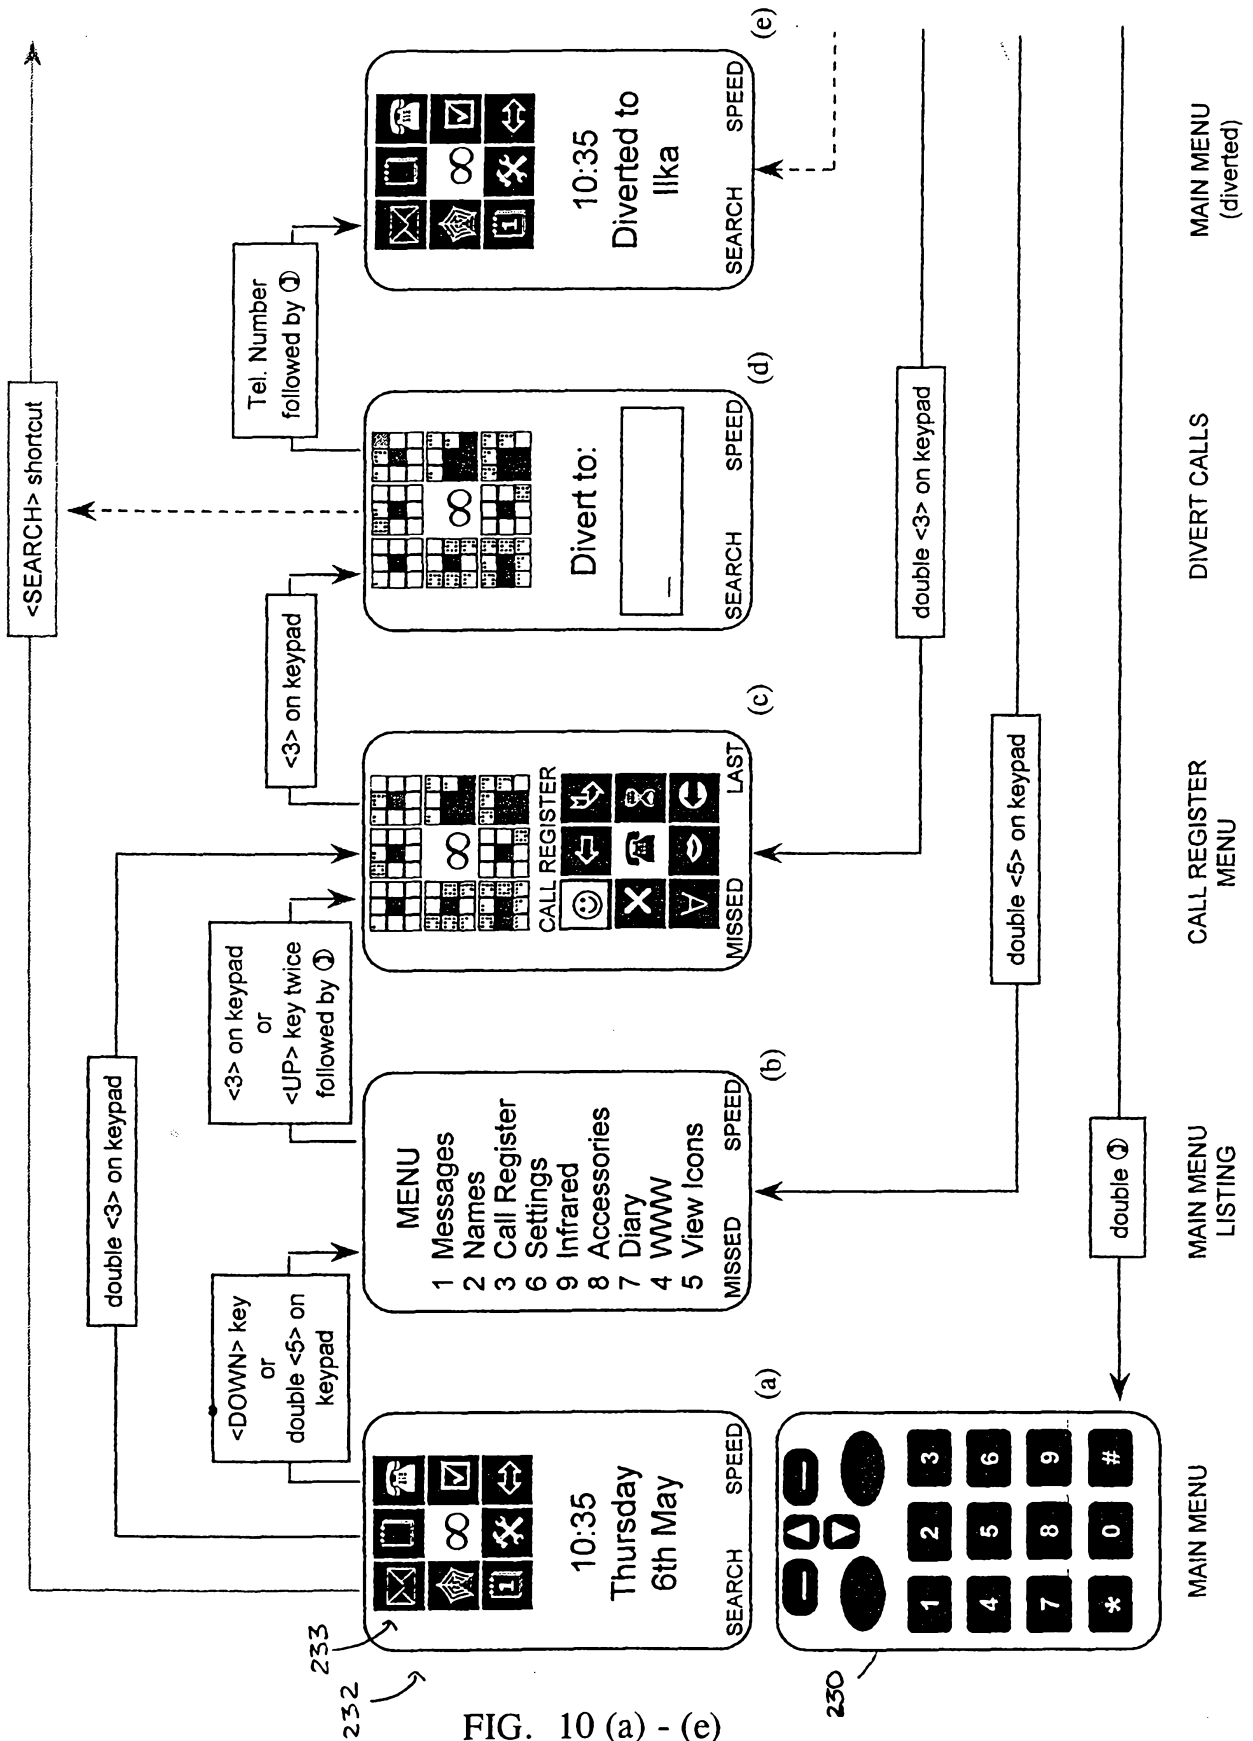 <SEARCH> shortcut
double <3> on keypad
<DOWN> key
or
double <5> on
keypad
<3> on keypad
or
<UP> key twice
followed by
<3> on keypad
Tel. Number
followed by
232
233
10:35
Thursday
6th May
SEARCH SPEED
(a)
MENU
1 Messages
2 Names
3 Call Register
6 Settings
9 Infrared
8 Accessories
7 Diary
4 WWW
5 View Icons
MISSED SPEED
(b)
CALL REGISTER
A
MISSED LAST
(c)
Divert to:
SEARCH SPEED
(d)
1
10:35
Diverted to
Ilka
SEARCH SPEED
(e)
230
1 2 3
4 5 6
7 8 9
* 0 #
double <3> on keypad
double <5> on keypad
double
MAIN MENU
MAIN MENU
LISTING
CALL REGISTER
MENU
DIVERT CALLS
MAIN MENU
(diverted)
FIG. 10 (a) - (e)